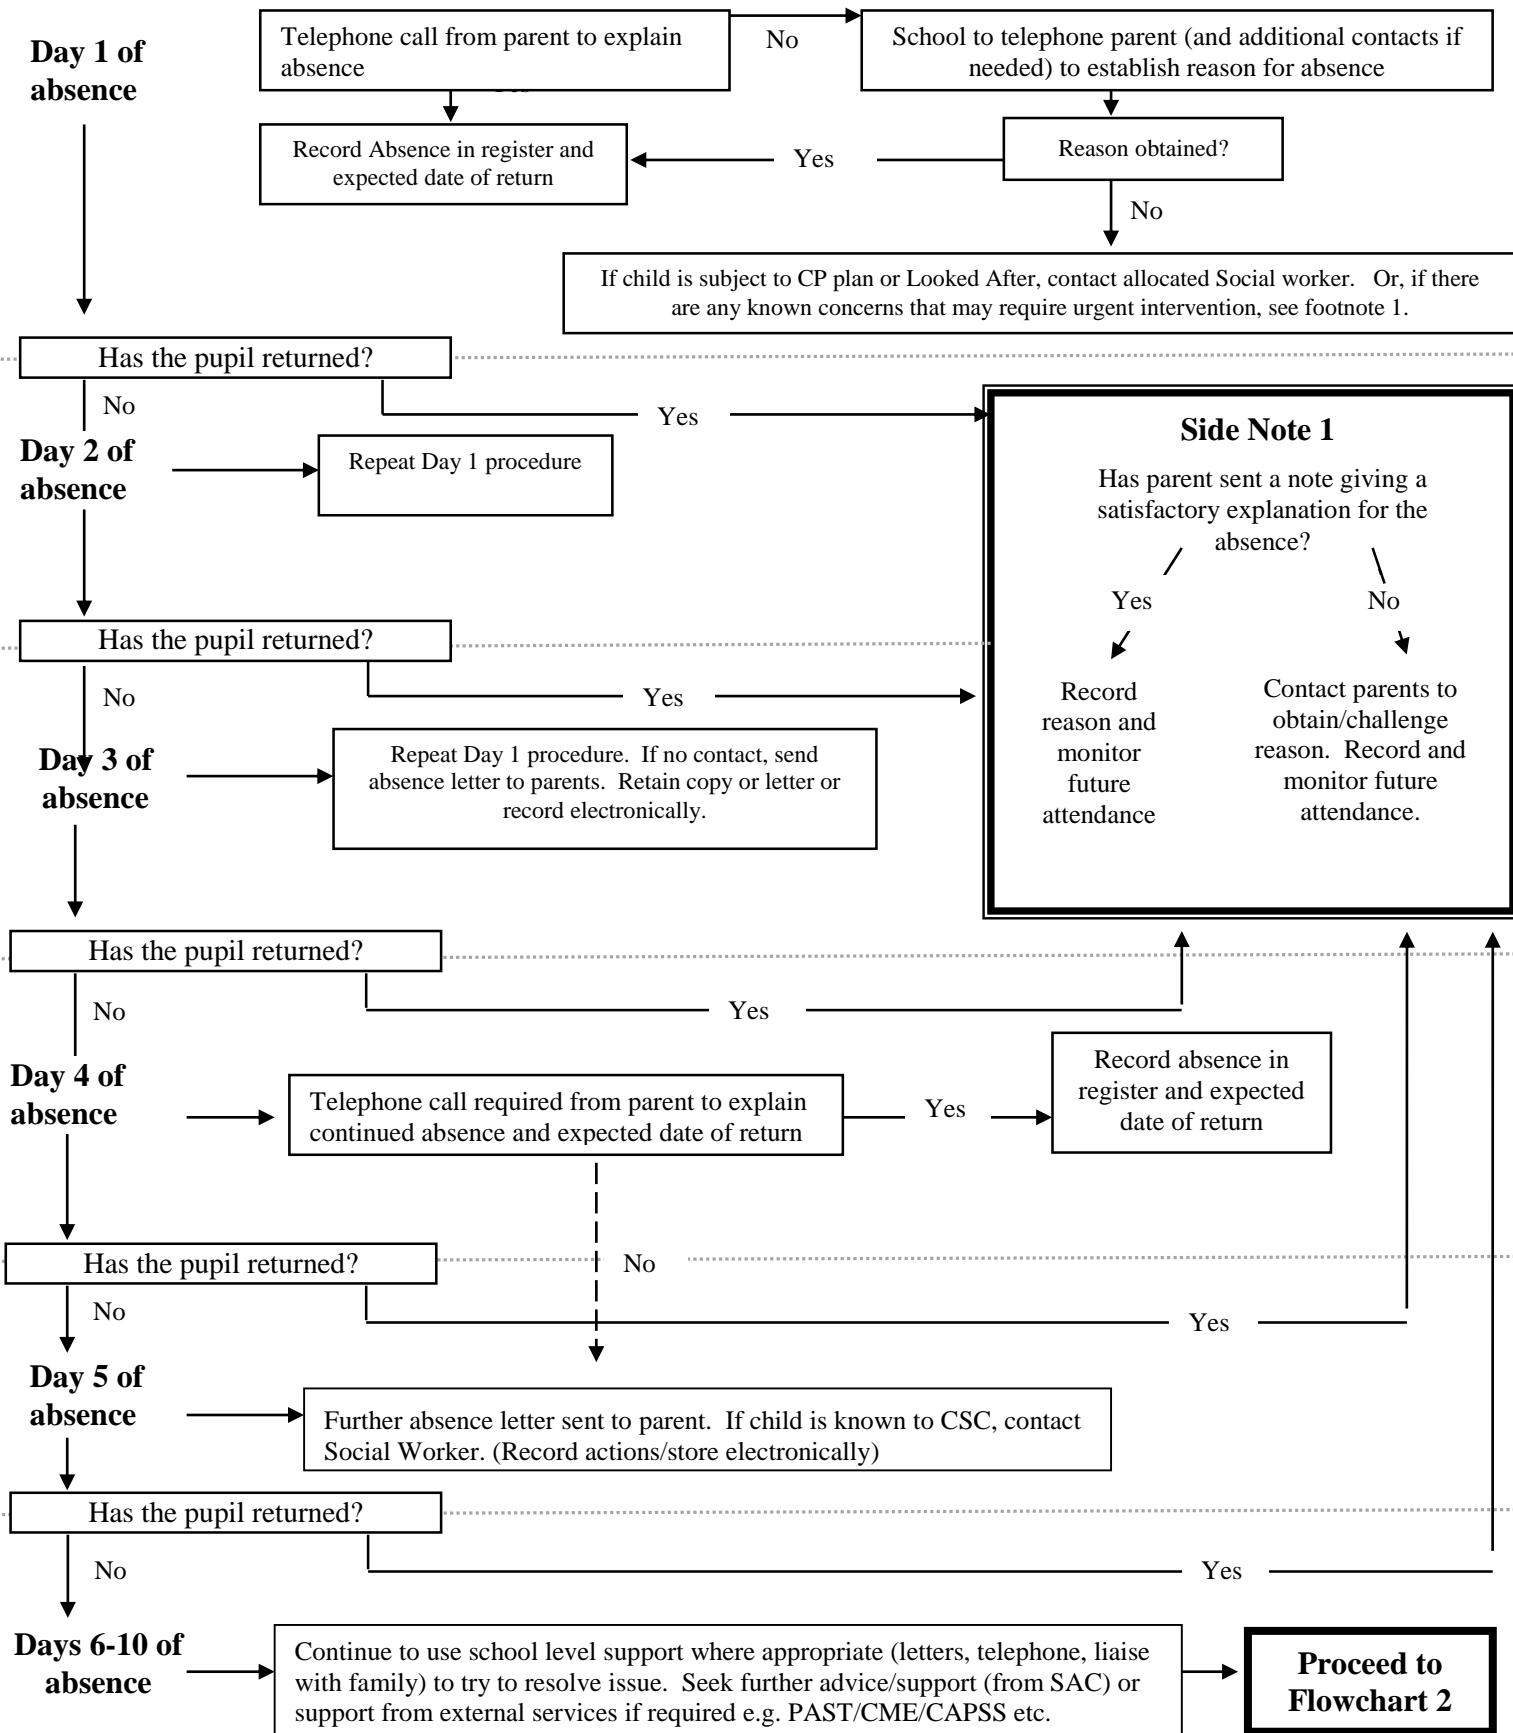 Day 1 of
absence
Telephone call from parent to explain
absence
No
School to telephone parent (and additional contacts if
needed) to establish reason for absence
Record Absence in register and
expected date of return
Yes
Reason obtained?
No
If child is subject to CP plan or Looked After, contact allocated Social worker.   Or, if there
are any known concerns that may require urgent intervention, see footnote 1.
Has the pupil returned?
No
Yes
Day 2 of
absence
Repeat Day 1 procedure
Side Note 1
Has parent sent a note giving a
satisfactory explanation for the
absence?
Yes
No
Record
reason and
monitor
future
attendance
Contact parents to
obtain/challenge
reason.  Record and
monitor future
attendance.
Has the pupil returned?
No
Yes
Day 3 of
absence
Repeat Day 1 procedure.  If no contact, send
absence letter to parents.  Retain copy or letter or
record electronically.
Has the pupil returned?
No
Yes
Day 4 of
absence
Telephone call required from parent to explain
continued absence and expected date of return
Yes
Record absence in
register and expected
date of return
Has the pupil returned?
No
No
Yes
Day 5 of
absence
Further absence letter sent to parent.  If child is known to CSC, contact
Social Worker. (Record actions/store electronically)
Has the pupil returned?
No
Yes
Days 6-10 of
absence
Continue to use school level support where appropriate (letters, telephone, liaise
with family) to try to resolve issue.  Seek further advice/support (from SAC) or
support from external services if required e.g. PAST/CME/CAPSS etc.
Proceed to
Flowchart 2